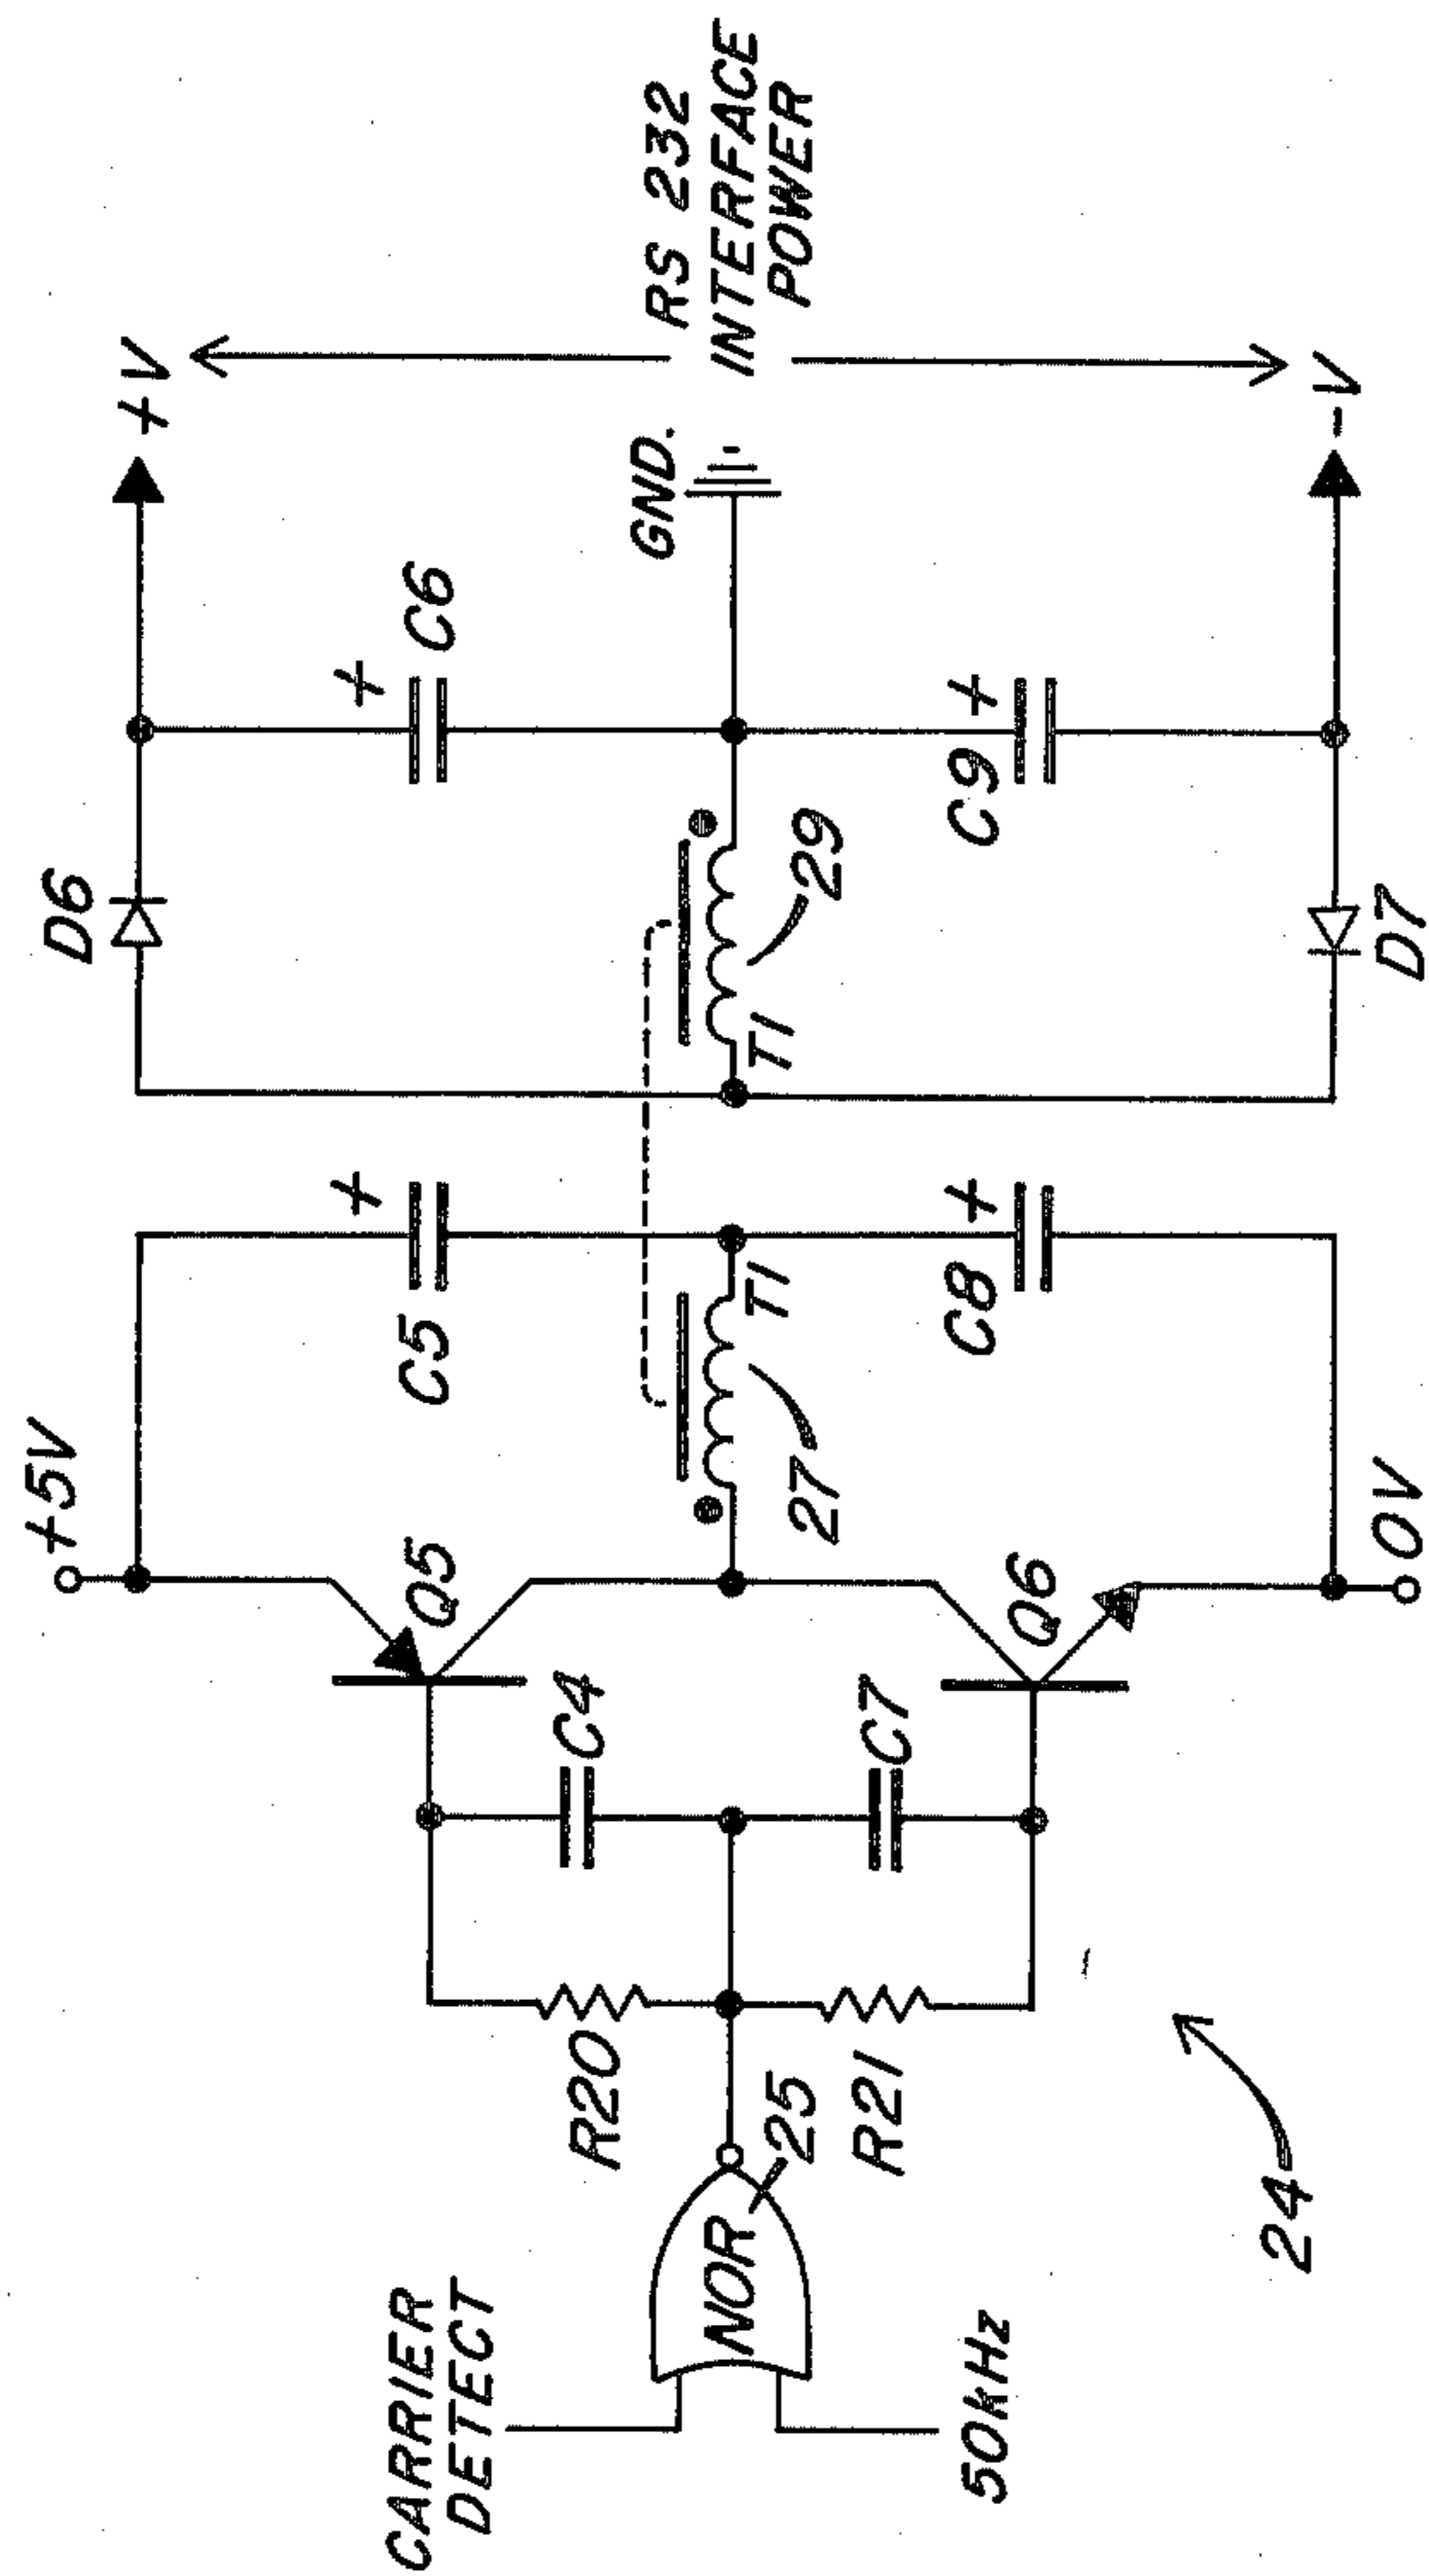 CARRIER
DETECT
50kHz
NOR
25
R20
R21
C4
C7
+5V
Q5
Q6
0V
27
T1
C5
+
C8
+
T1
29
D6
D7
+
C6
C9
+
GND.
+V
-V
RS 232
INTERFACE
POWER
24